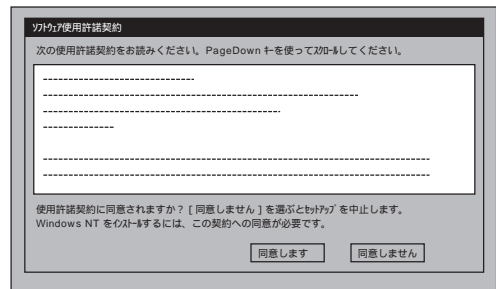 ｿﾌﾄｳｪｱ使用許諾契約
次の使用許諾契約をお読みください。PageDown ｷｰを使ってｽｸﾛｰﾙしてください。
使用許諾契約に同意されますか？ [ 同意しません ] を選ぶとｾｯﾄｱｯﾌﾟを中止します。
Windows NT をｲﾝｽﾄｰﾙするには、この契約への同意が必要です。
同意します 同意しません